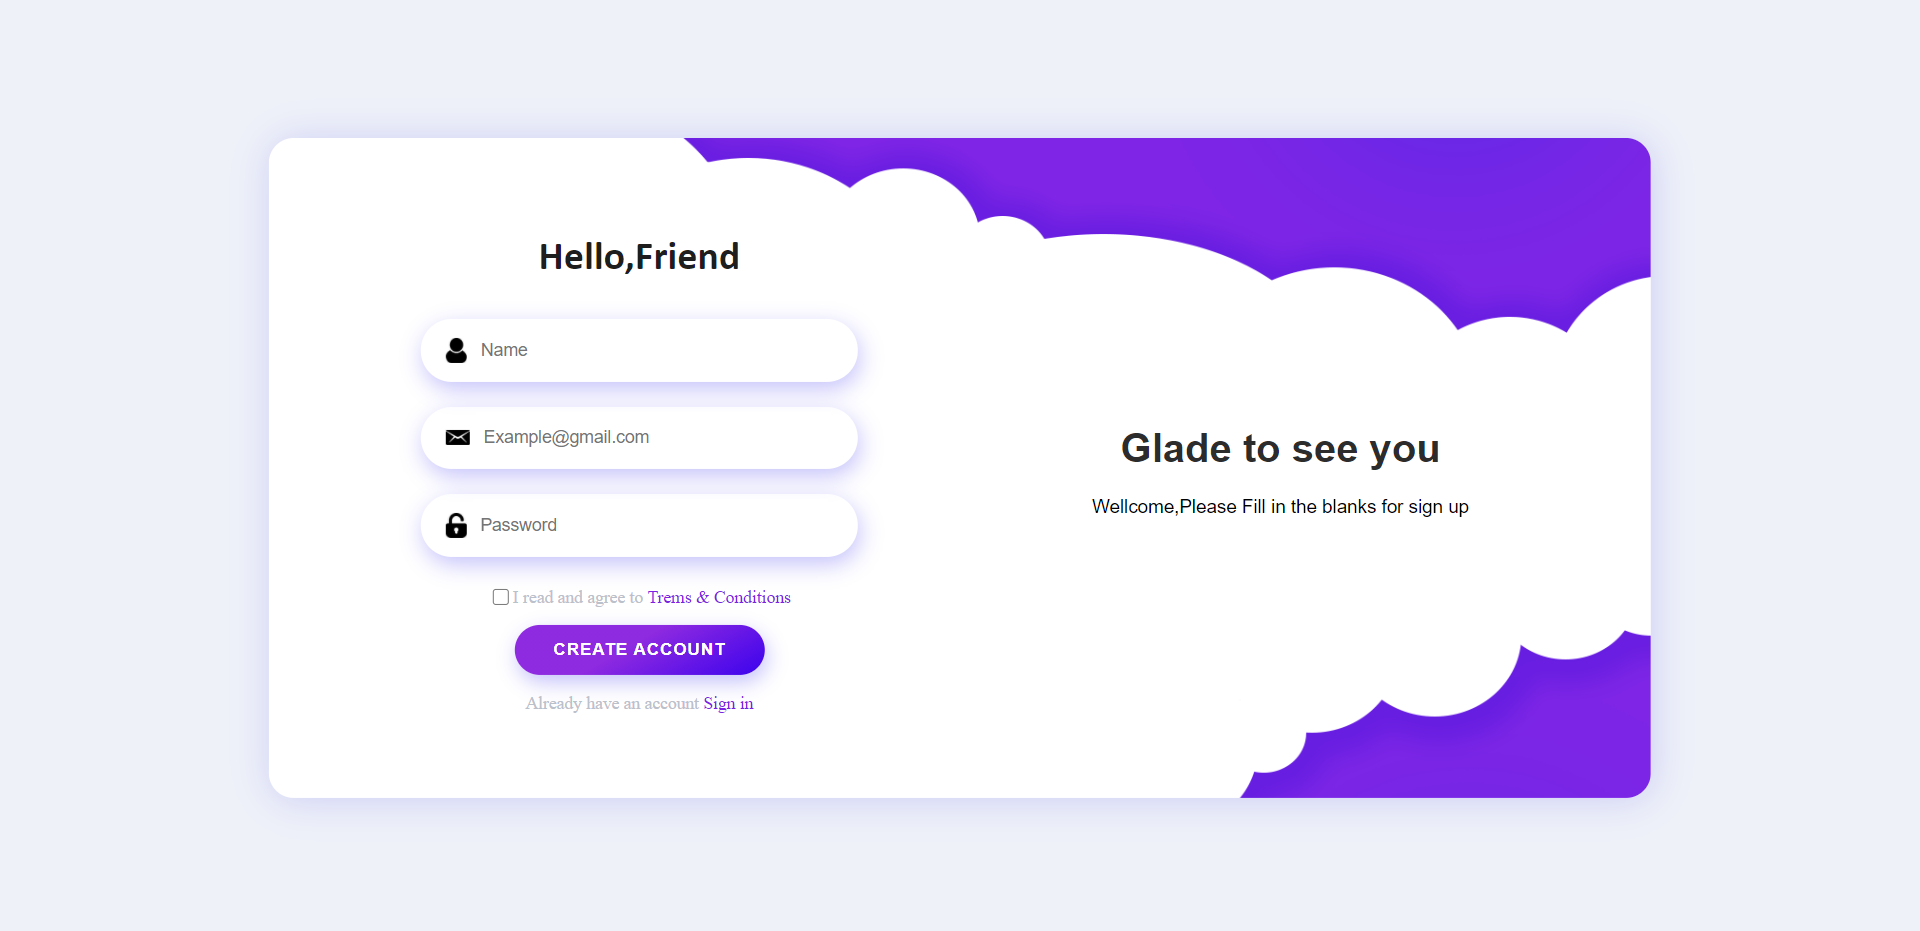 Hello,Friend
Name
Example@gmail.com
Password
I read and agree to Trems & Conditions
CREATE ACCOUNT
Already have an account Sign in
Glade to see you
Wellcome,Please Fill in the blanks for sign up